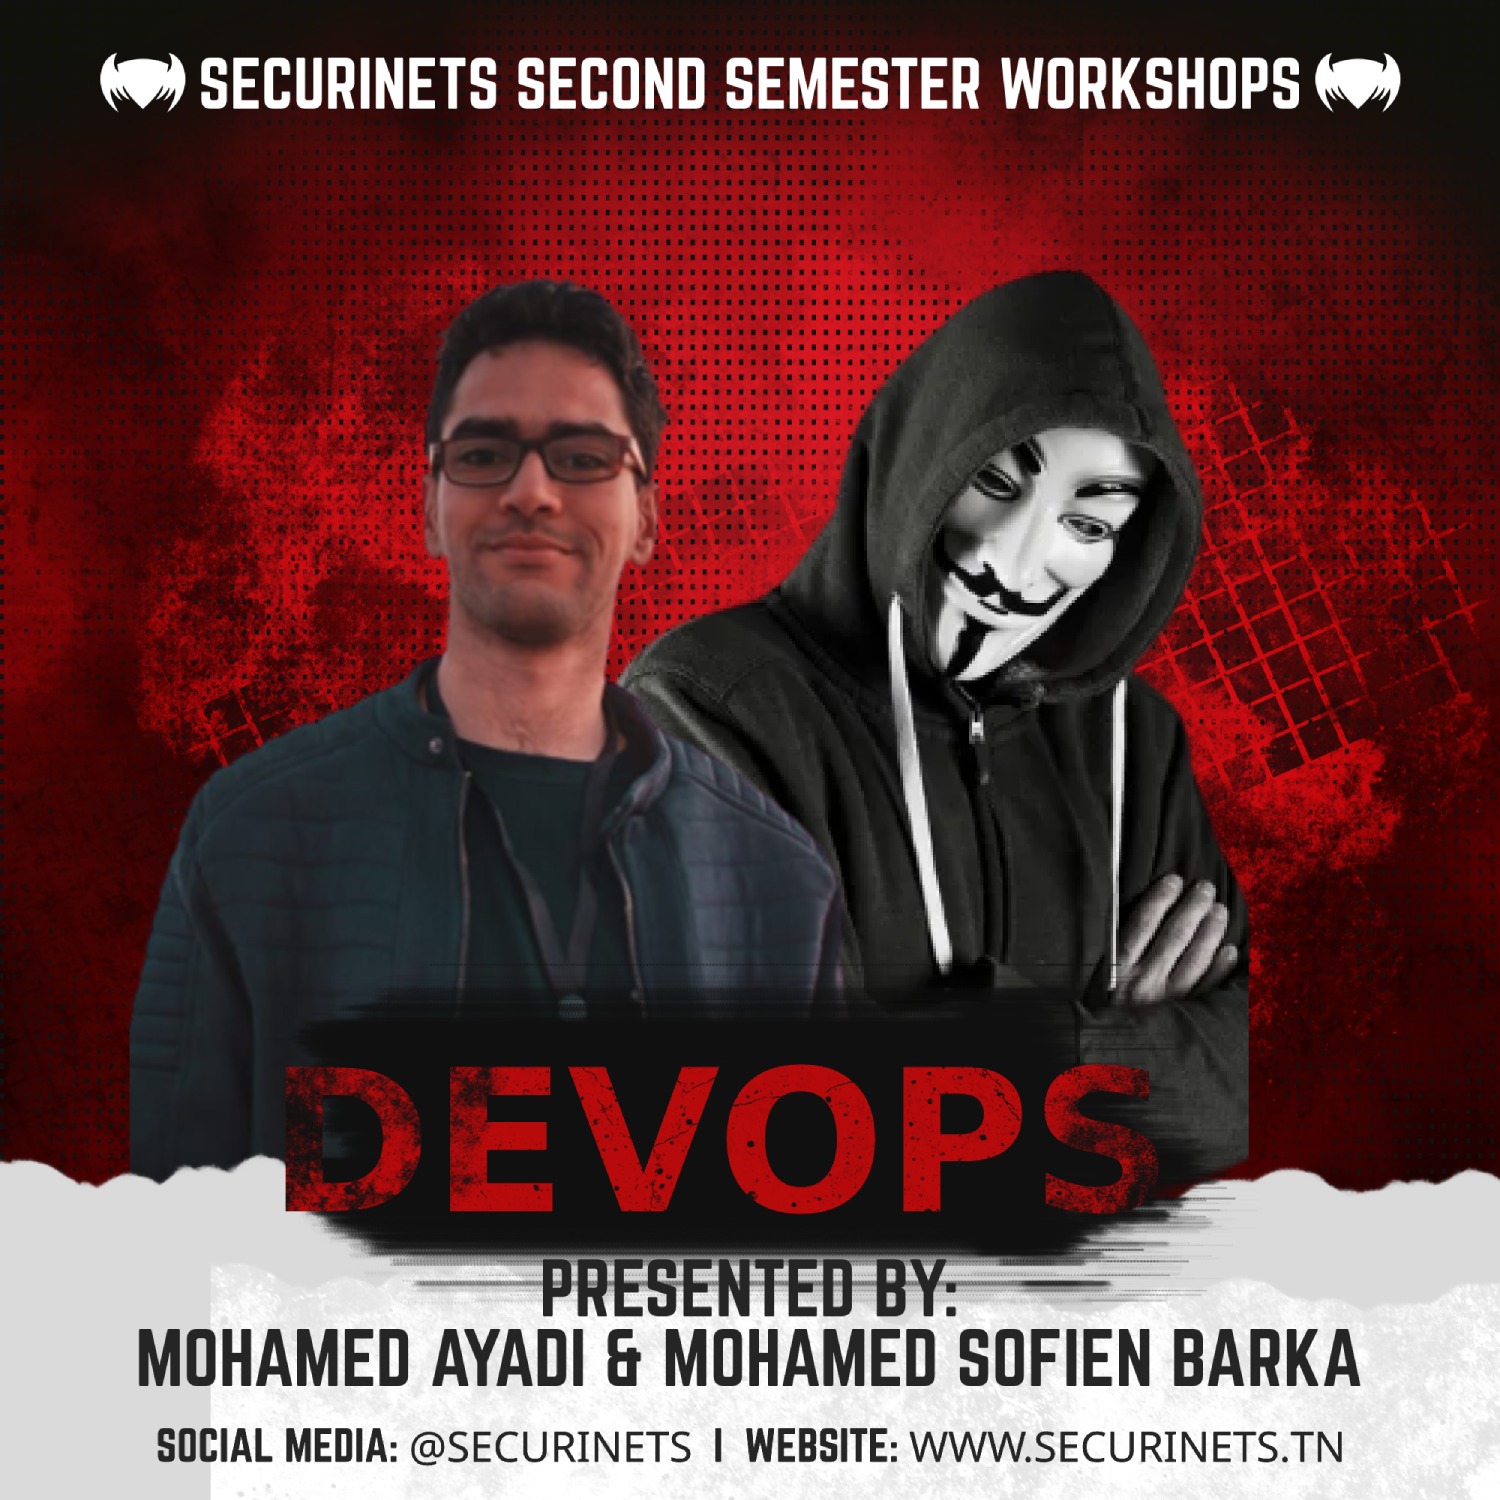 SECURINETS SECOND SEMESTER WORKSHOPS
DEVOPS
PRESENTED BY:
MOHAMED AYADI & MOHAMED SOFIEN BARKA
SOCIAL MEDIA: @SECURINETS | WEBSITE: WWW.SECURINETS.TN